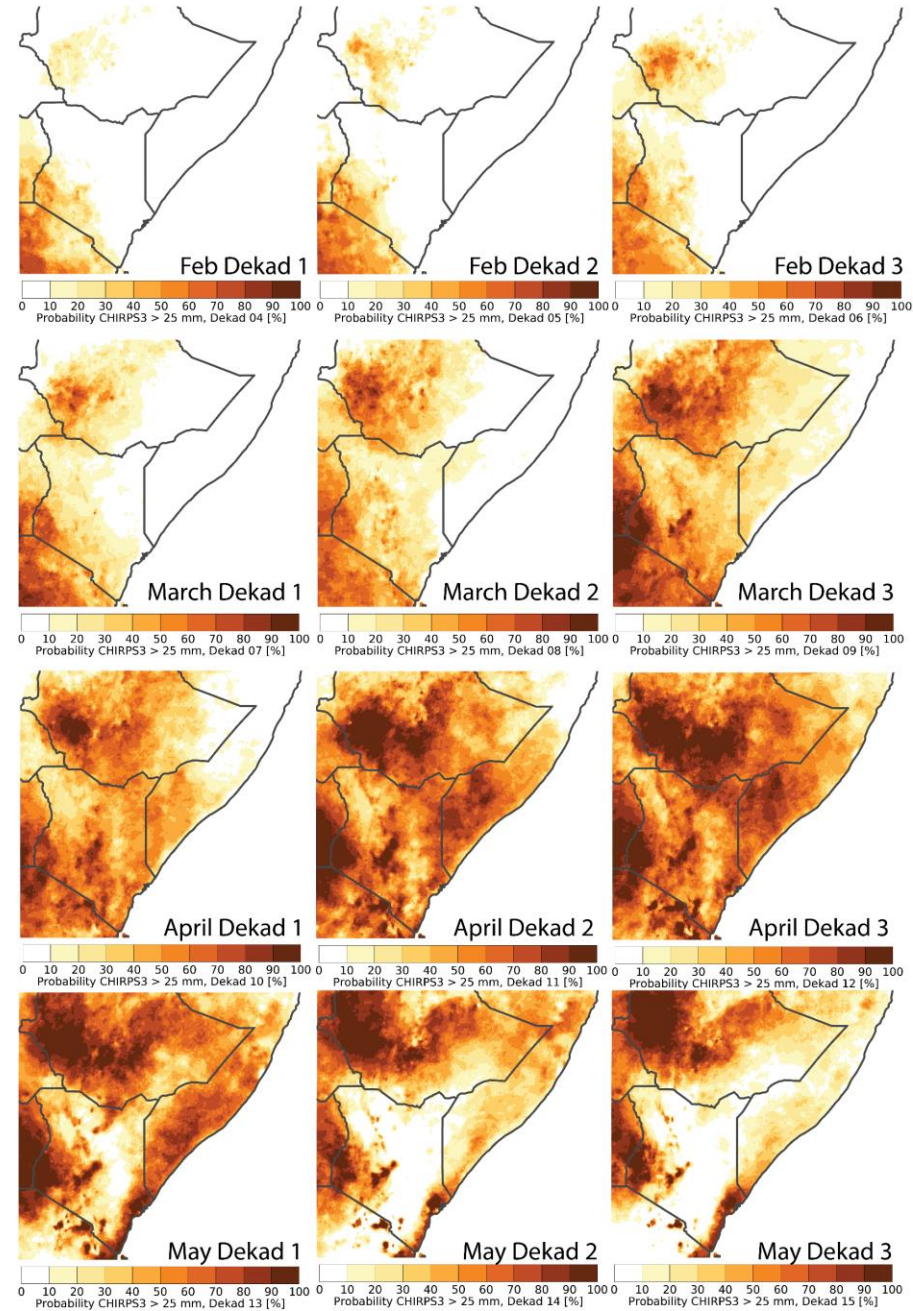 Feb Dekad 1
Feb Dekad 2
Feb Dekad 3
0 10 20 30 40 50 60 70 80 90 100
Probability CHIRPS3 > 25 mm, Dekad 04 [%]
0 10 20 30 40 50 60 70 80 90 100
Probability CHIRPS3 > 25 mm, Dekad 05 [%]
0 10 20 30 40 50 60 70 80 90 100
Probability CHIRPS3 > 25 mm, Dekad 06 [%]
March Dekad 1
March Dekad 2
March Dekad 3
0 10 20 30 40 50 60 70 80 90 100
Probability CHIRPS3 > 25 mm, Dekad 07 [%]
0 10 20 30 40 50 60 70 80 90 100
Probability CHIRPS3 > 25 mm, Dekad 08 [%]
0 10 20 30 40 50 60 70 80 90 100
Probability CHIRPS3 > 25 mm, Dekad 09 [%]
April Dekad 1
April Dekad 2
April Dekad 3
0 10 20 30 40 50 60 70 80 90 100
Probability CHIRPS3 > 25 mm, Dekad 10 [%]
0 10 20 30 40 50 60 70 80 90 100
Probability CHIRPS3 > 25 mm, Dekad 11 [%]
0 10 20 30 40 50 60 70 80 90 100
Probability CHIRPS3 > 25 mm, Dekad 12 [%]
May Dekad 1
May Dekad 2
May Dekad 3
0 10 20 30 40 50 60 70 80 90 100
Probability CHIRPS3 > 25 mm, Dekad 13 [%]
0 10 20 30 40 50 60 70 80 90 100
Probability CHIRPS3 > 25 mm, Dekad 14 [%]
0 10 20 30 40 50 60 70 80 90 100
Probability CHIRPS3 > 25 mm, Dekad 15 [%]